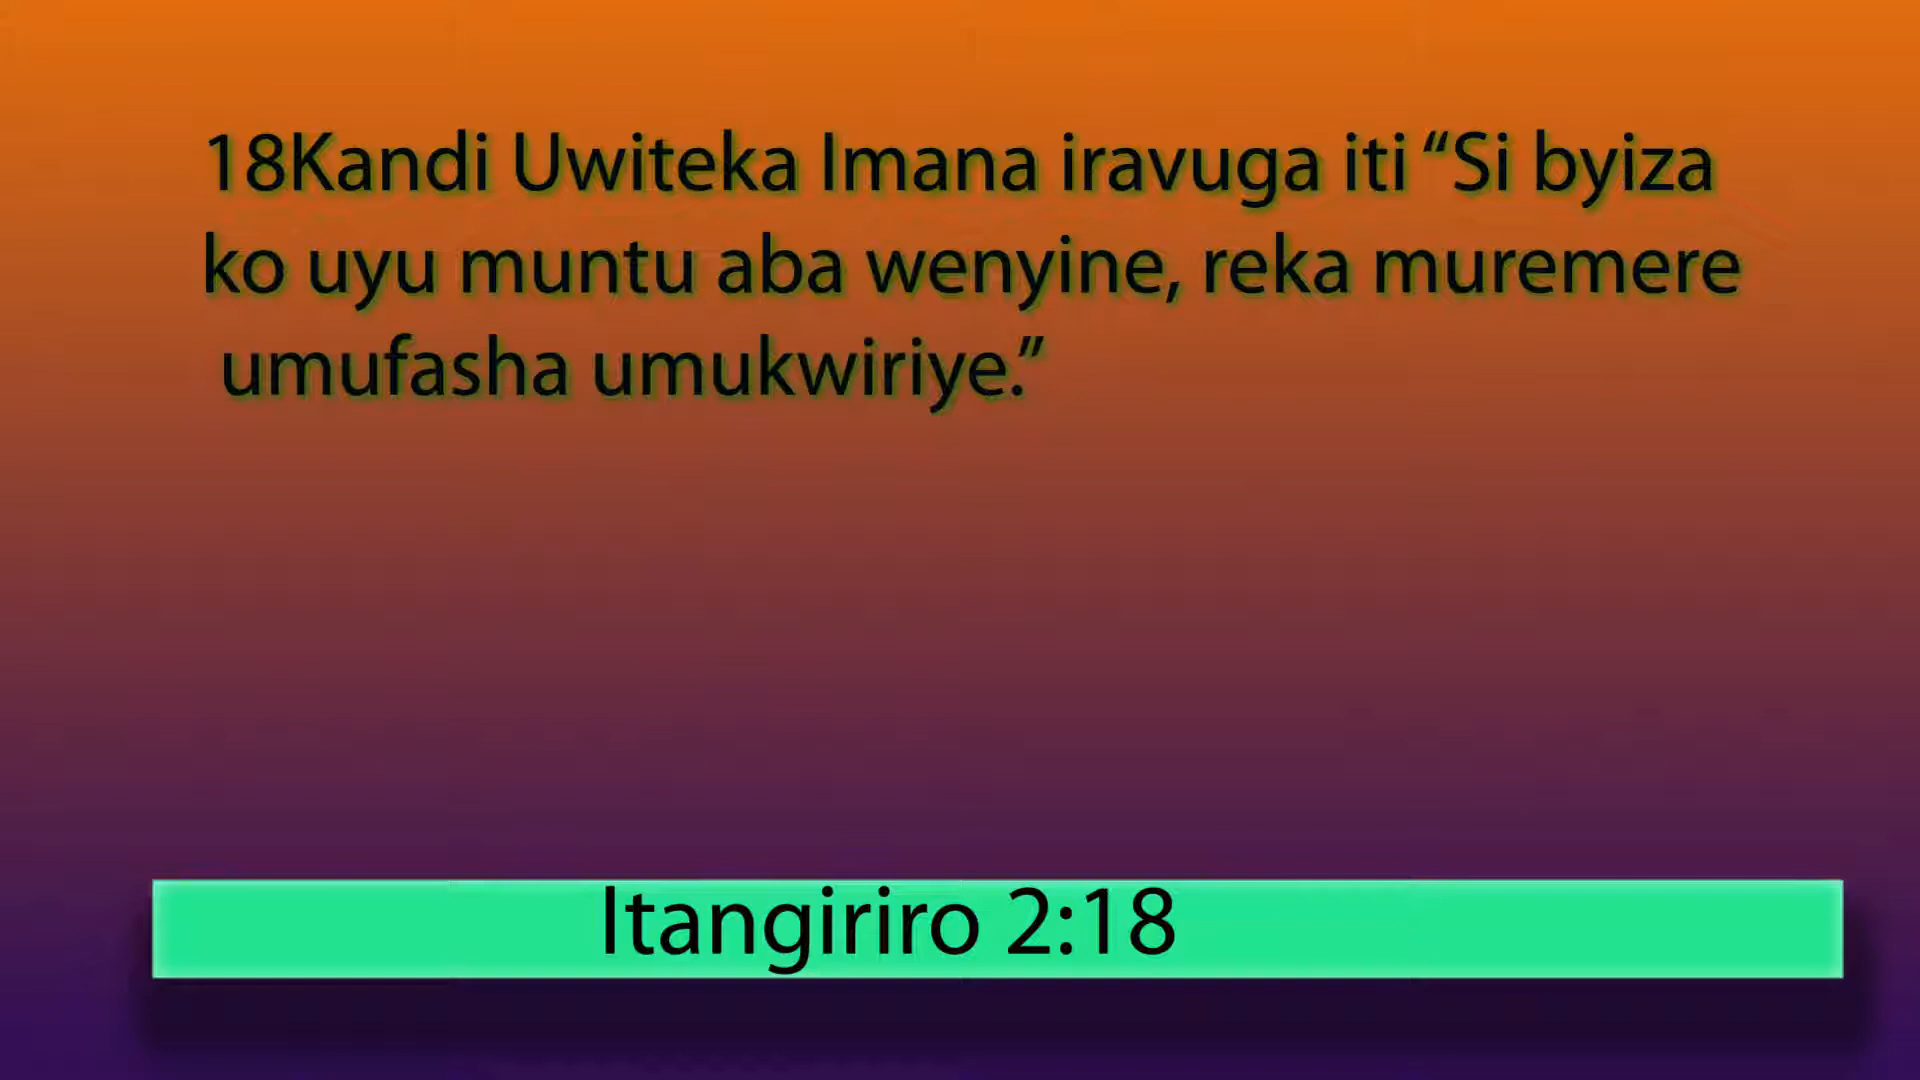 18Kandi Uwiteka Imana iravuga iti “Si byiza
ko uyu muntu aba wenyine, reka muremere
umufasha umukwiriye.”
Itangiriro 2:18